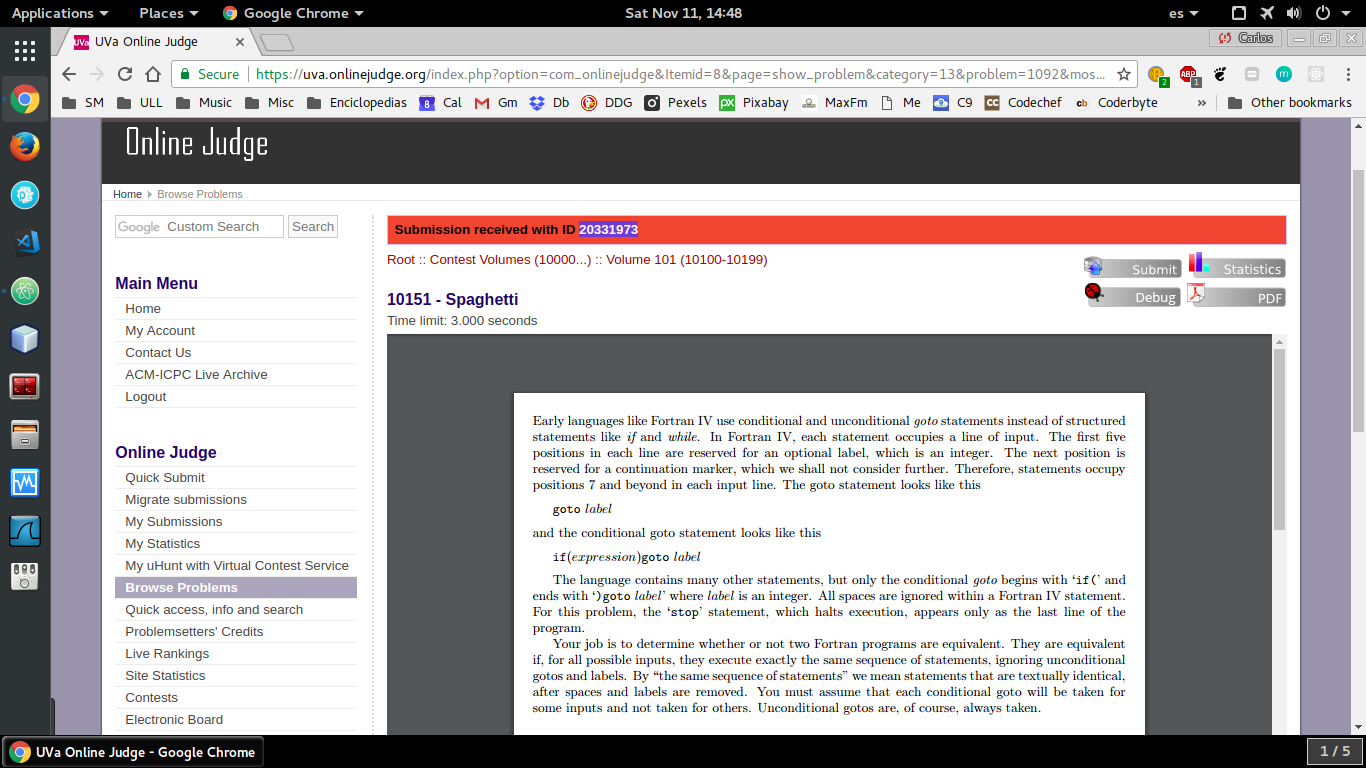 Applications Places Google Chrome Sat Nov 11, 14:48 es
UVa UVa Online Judge Carlos
Secure https://uva.onlinejudge.org/index.php?option=com_onlinejudge&Itemid=8&page=show_problem&category=13&problem=1092&mos... 2 ABP 1 m
SM ULL Music Misc Enciclopedias 8 Cal Gm Db DDG Pexels px Pixabay MaxFm Me C9 CC Codechef cb Coderbyte » Other bookmarks
Online Judge
Home Browse Problems
Google Custom Search Search
Submission received with ID 20331973
Root :: Contest Volumes (10000...) :: Volume 101 (10100-10199)
Submit Statistics
Debug PDF
10151 - Spaghetti
Time limit: 3.000 seconds
Main Menu
Home
My Account
Contact Us
ACM-ICPC Live Archive
Logout
Online Judge
Quick Submit
Migrate submissions
My Submissions
My Statistics
My uHunt with Virtual Contest Service
Browse Problems
Quick access, info and search
Problemsetters' Credits
Live Rankings
Site Statistics
Contests
Electronic Board
Early languages like Fortran IV use conditional and unconditional goto statements instead of structured
statements like if and while. In Fortran IV, each statement occupies a line of input. The first five
positions in each line are reserved for an optional label, which is an integer. The next position is
reserved for a continuation marker, which we shall not consider further. Therefore, statements occupy
positions 7 and beyond in each input line. The goto statement looks like this
goto label
and the conditional goto statement looks like this
if(expression)goto label
The language contains many other statements, but only the conditional goto begins with ‘if(’ and
ends with ‘)goto label’ where label is an integer. All spaces are ignored within a Fortran IV statement.
For this problem, the ‘stop’ statement, which halts execution, appears only as the last line of the
program.
Your job is to determine whether or not two Fortran programs are equivalent. They are equivalent
if, for all possible inputs, they execute exactly the same sequence of statements, ignoring unconditional
gotos and labels. By “the same sequence of statements” we mean statements that are textually identical,
after spaces and labels are removed. You must assume that each conditional goto will be taken for
some inputs and not taken for others. Unconditional gotos are, of course, always taken.
UVa Online Judge - Google Chrome 1 / 5